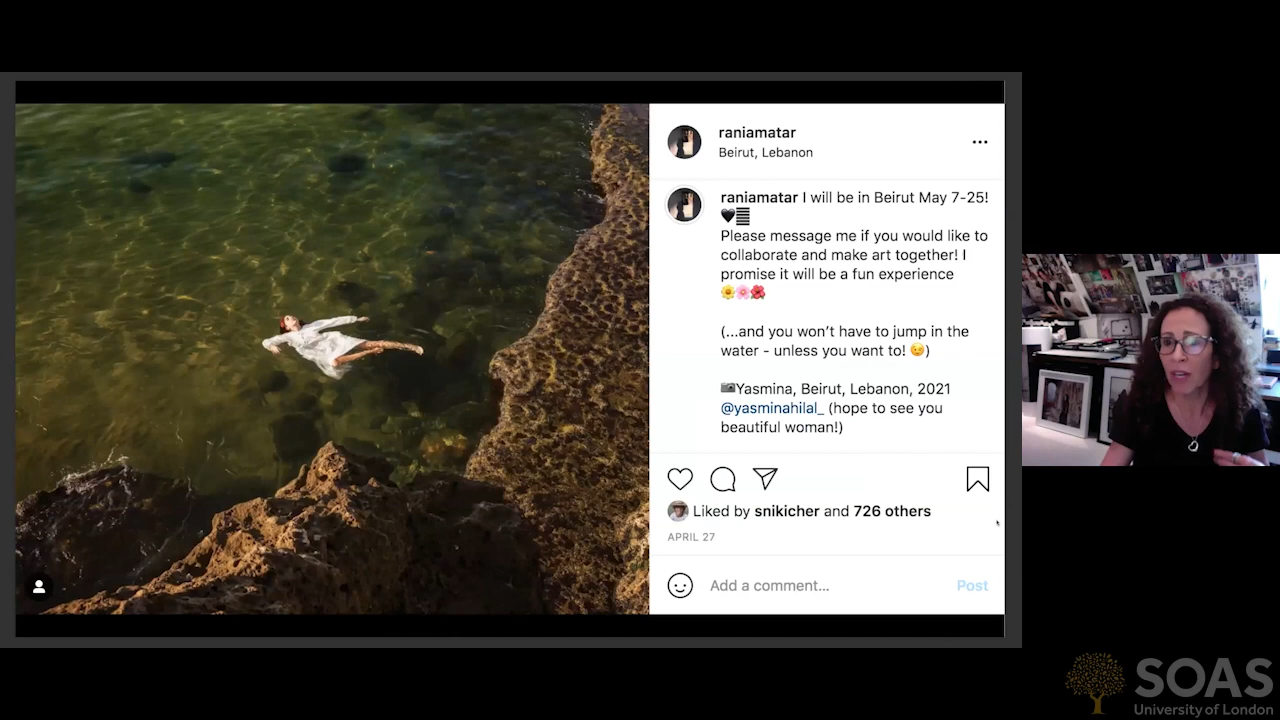 raniamatar
Beirut, Lebanon
raniamatar I will be in Beirut May 7-25!
🖤
Please message me if you would like to
collaborate and make art together! I
promise it will be a fun experience
🌼🌸🌺
(...and you won’t have to jump in the
water - unless you want to! 😉)
📷Yasmina, Beirut, Lebanon, 2021
@yasminahilal_ (hope to see you
beautiful woman!)
Liked by snikicher and 726 others
APRIL 27
Add a comment... Post
SOAS
University of London